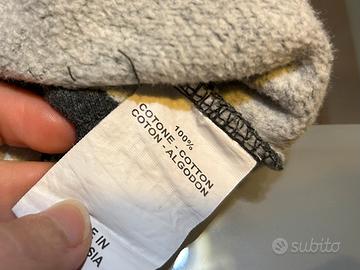 100%
COTONE - COTTON
COTON - ALGODON
E IN
SIA
subito